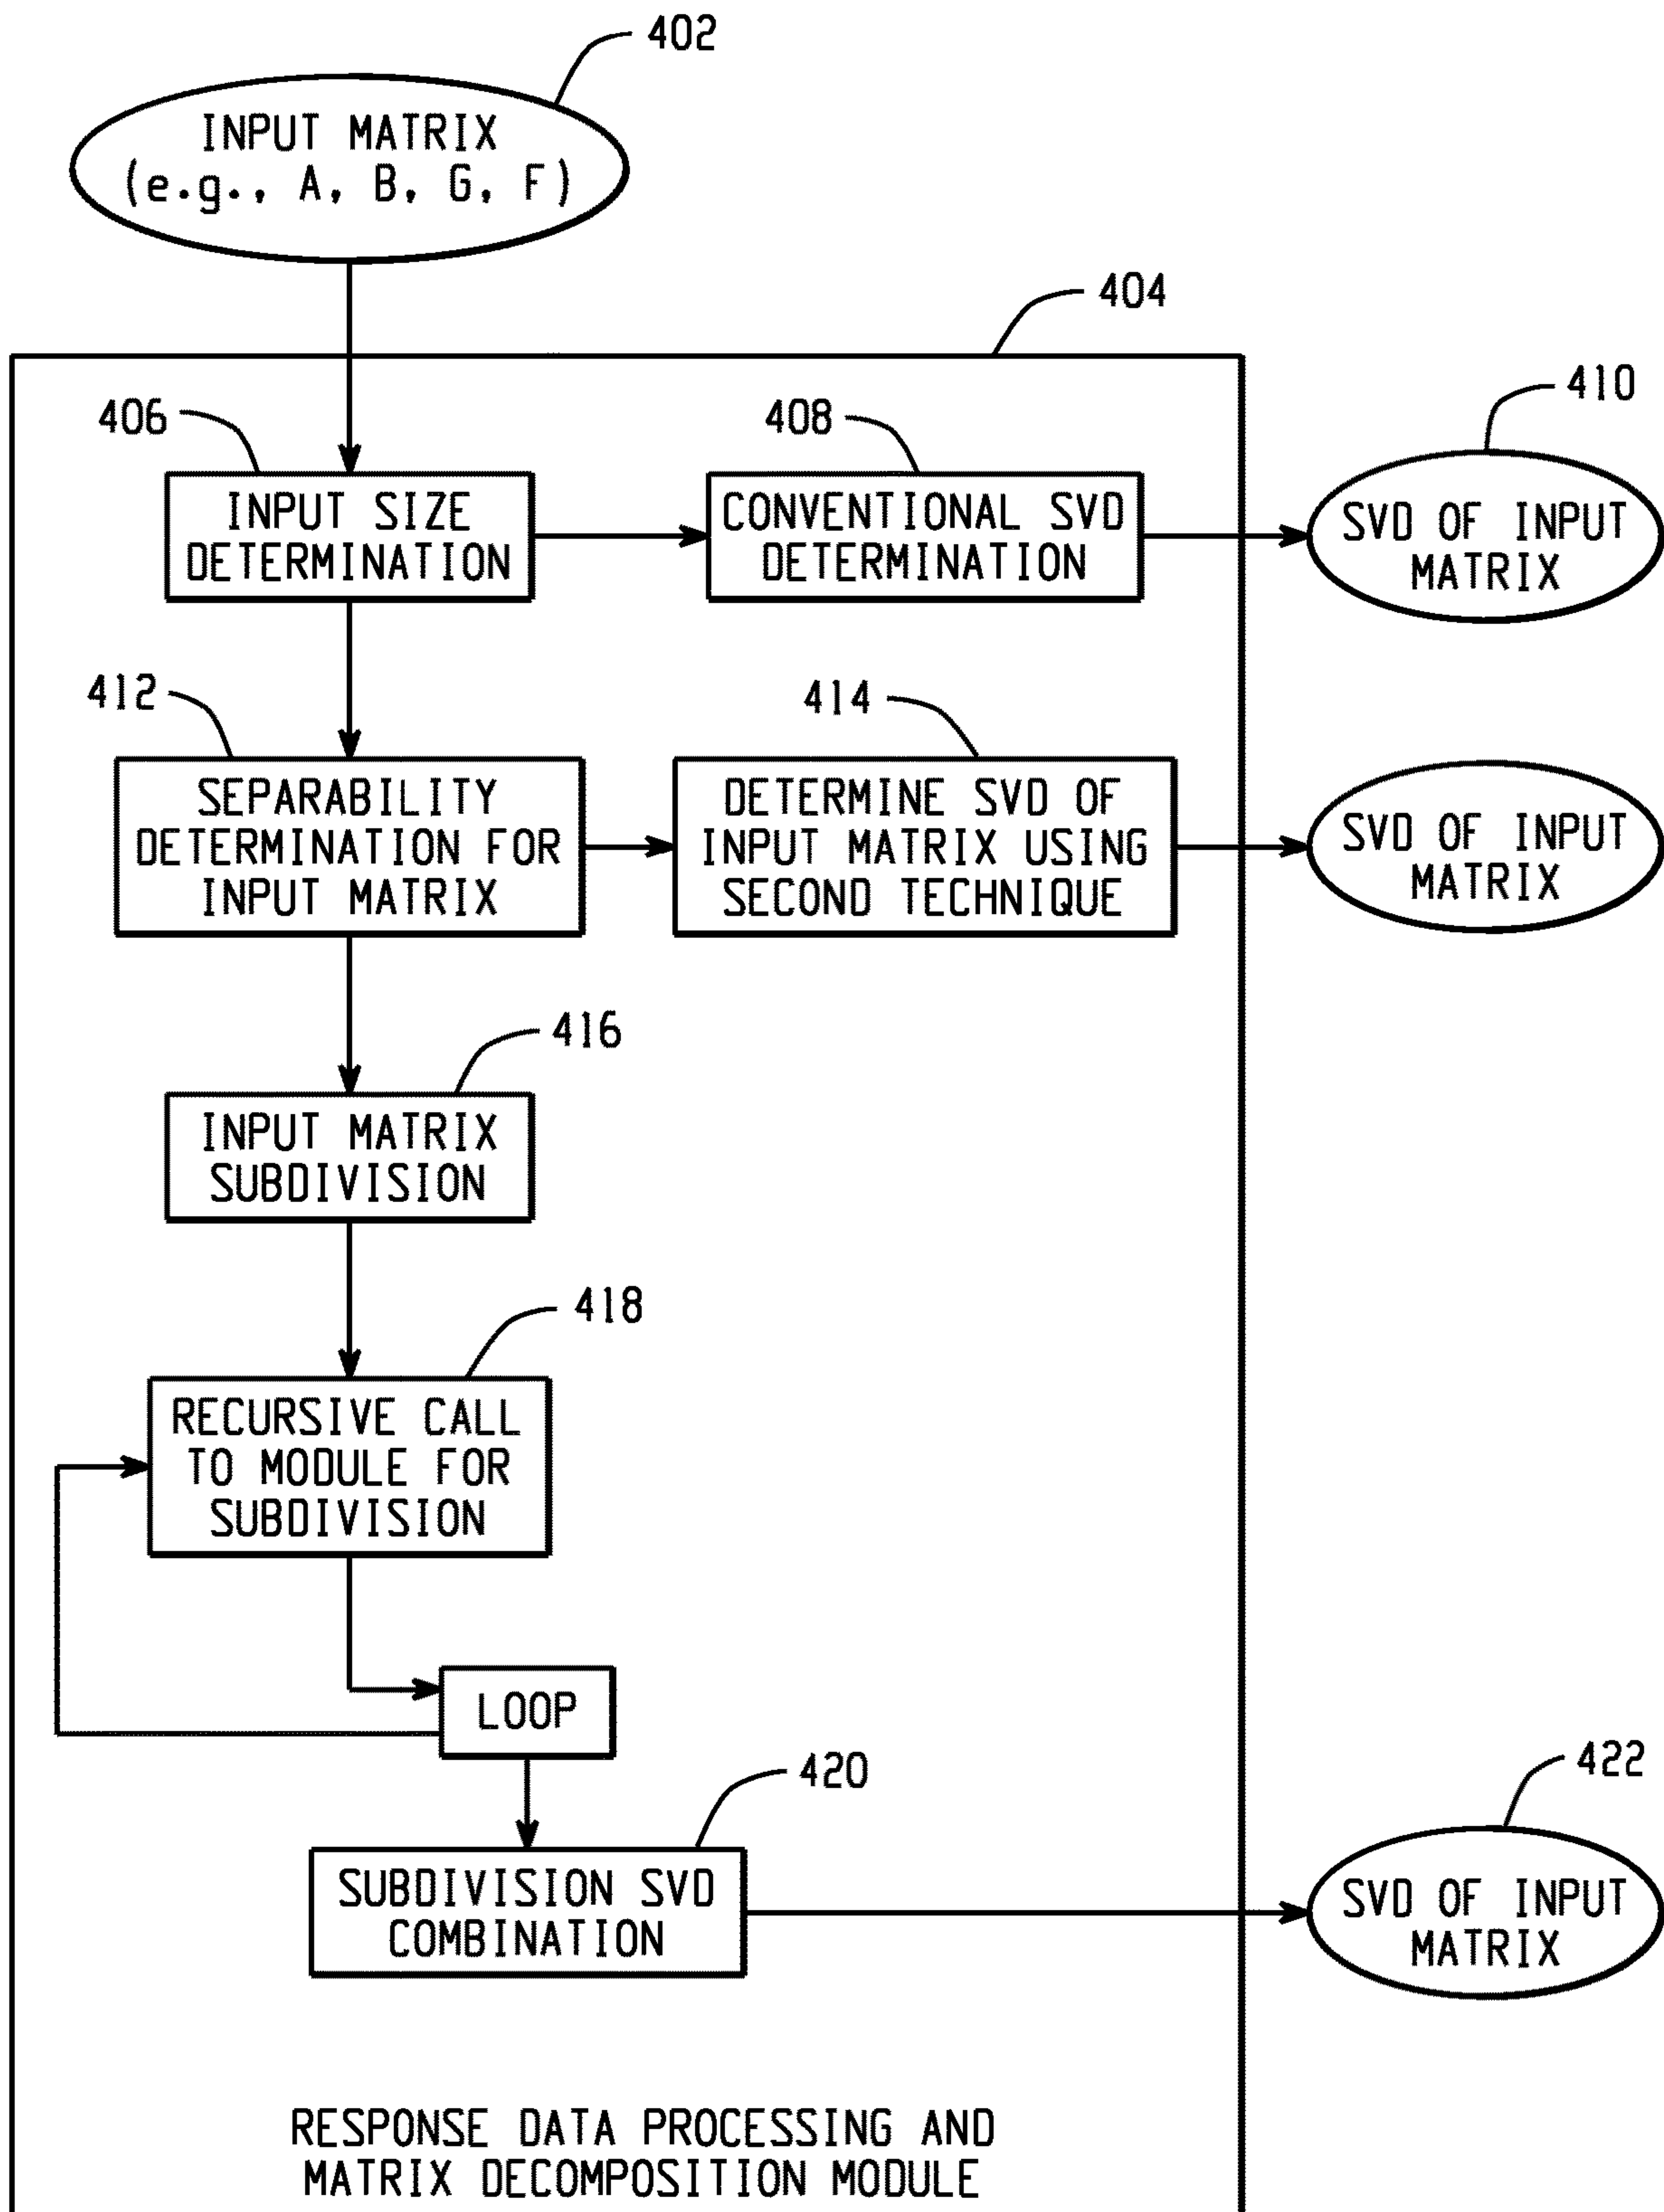 402
INPUT MATRIX
(e.g., A, B, G, F)
404
406
408
410
INPUT SIZE
DETERMINATION
CONVENTIONAL SVD
DETERMINATION
SVD OF INPUT
MATRIX
412
414
SEPARABILITY
DETERMINATION FOR
INPUT MATRIX
DETERMINE SVD OF
INPUT MATRIX USING
SECOND TECHNIQUE
SVD OF INPUT
MATRIX
416
INPUT MATRIX
SUBDIVISION
418
RECURSIVE CALL
TO MODULE FOR
SUBDIVISION
LOOP
420
422
SUBDIVISION SVD
COMBINATION
SVD OF INPUT
MATRIX
RESPONSE DATA PROCESSING AND
MATRIX DECOMPOSITION MODULE